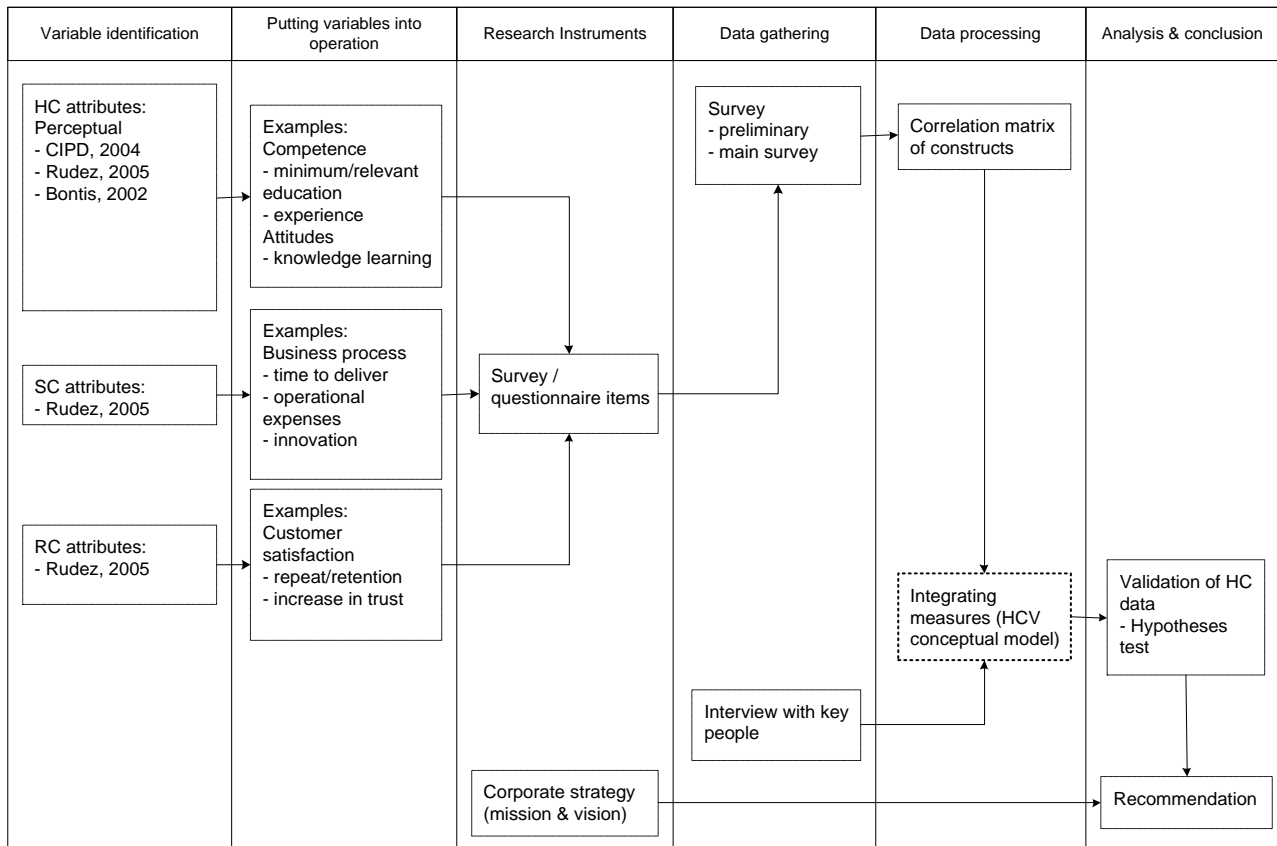 Variable identification
Putting variables into
operation
Research Instruments
Data gathering
Data processing
Analysis & conclusion
HC attributes:
Perceptual
- CIPD, 2004
- Rudez, 2005
- Bontis, 2002
SC attributes:
- Rudez, 2005
RC attributes:
- Rudez, 2005
Examples:
Competence
- minimum/relevant
education
- experience
Attitudes
- knowledge learning
Examples:
Business process
- time to deliver
- operational
expenses
- innovation
Examples:
Customer
satisfaction
- repeat/retention
- increase in trust
Survey /
questionnaire items
Corporate strategy
(mission & vision)
Survey
- preliminary
- main survey
Interview with key
people
Correlation matrix
of constructs
Integrating
measures (HCV
conceptual model)
Validation of HC
data
- Hypotheses
test
Recommendation